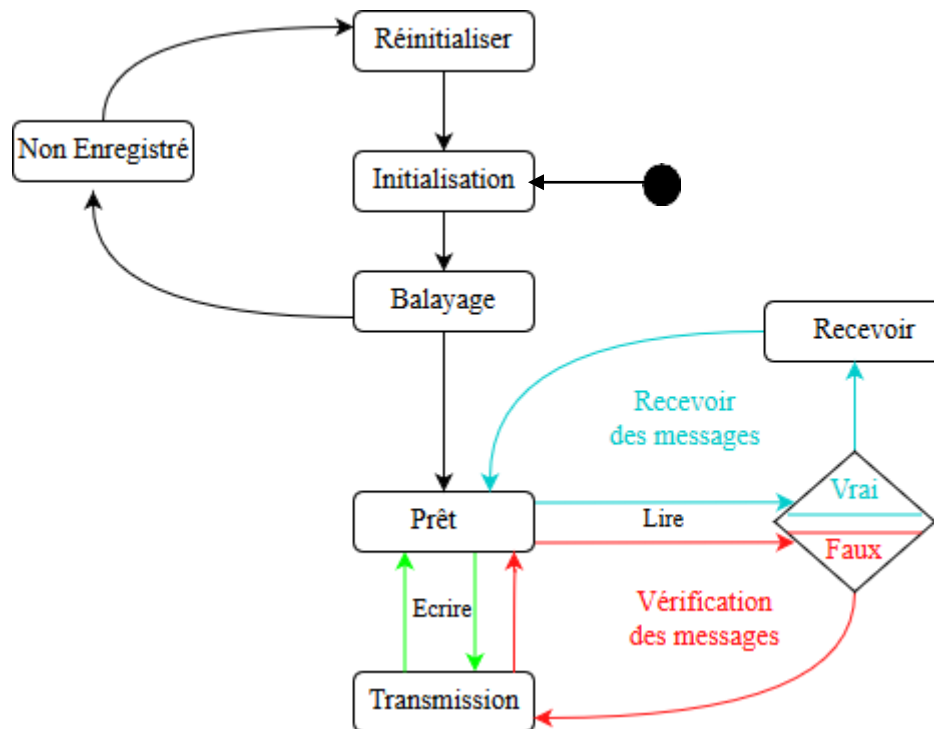 Réinitialiser
Non Enregistré
Initialisation
Balayage
Recevoir
Recevoir
des messages
Vrai
Prêt
Lire
Faux
Ecrire
Vérification
des messages
Transmission